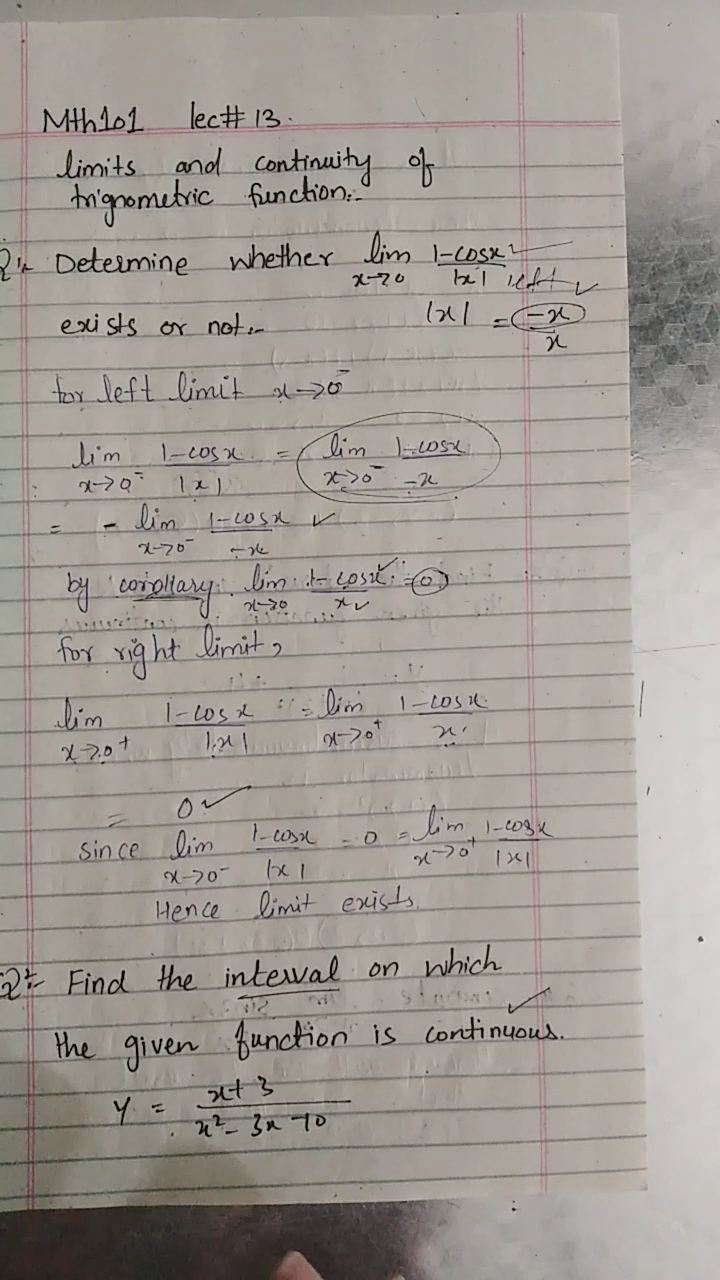 Mth101 lec# 13.
limits and continuity of
trignometric function:-
Q1:- Determine whether lim x→0 1-cosx / |x|
exists or not:- |x| = -x / x
for left limit x→0⁻
lim x→0⁻ 1-cosx / |x| = lim x→0⁻ 1-cosx / -x
= - lim x→0⁻ 1-cosx / -x ✓
by corollary lim x→0 1-cosx / x = 0
for right limit,
lim x→0⁺ 1-cosx / |x| = lim x→0⁺ 1-cosx / x
= 0 ✓
since lim x→0⁻ 1-cosx / |x| = 0 = lim x→0⁺ 1-cosx / |x|
Hence limit exists.
Q2:- Find the interval on which
the given function is continuous.
Y = x+3 / x²-3x-10